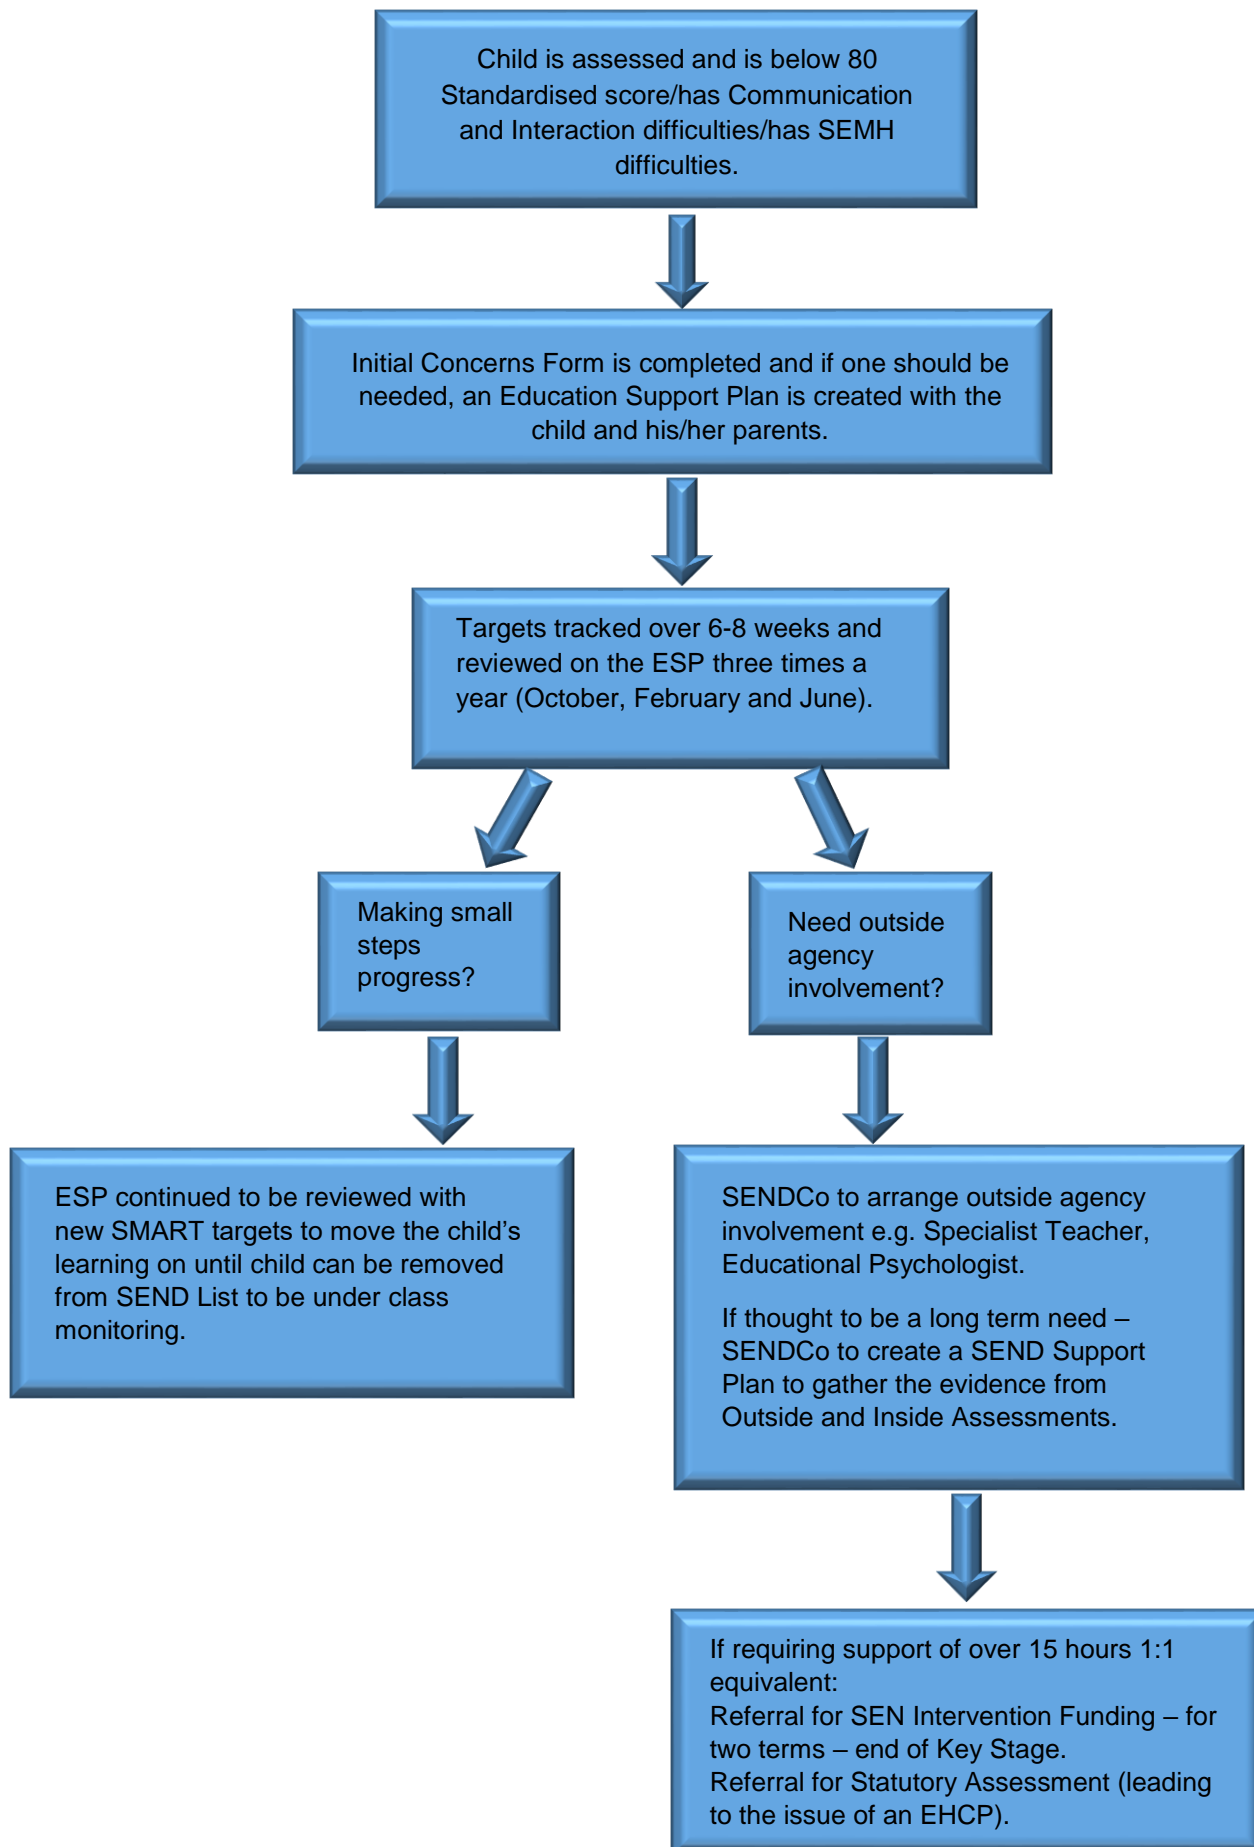 Child is assessed and is below 80
Standardised score/has Communication
and Interaction difficulties/has SEMH
difficulties.
Initial Concerns Form is completed and if one should be
needed, an Education Support Plan is created with the
child and his/her parents.
Targets tracked over 6-8 weeks and
reviewed on the ESP three times a
year (October, February and June).
Making small
steps
progress?
Need outside
agency
involvement?
ESP continued to be reviewed with
new SMART targets to move the child’s
learning on until child can be removed
from SEND List to be under class
monitoring.
SENDCo to arrange outside agency
involvement e.g. Specialist Teacher,
Educational Psychologist.
If thought to be a long term need –
SENDCo to create a SEND Support
Plan to gather the evidence from
Outside and Inside Assessments.
If requiring support of over 15 hours 1:1
equivalent:
Referral for SEN Intervention Funding – for
two terms – end of Key Stage.
Referral for Statutory Assessment (leading
to the issue of an EHCP).